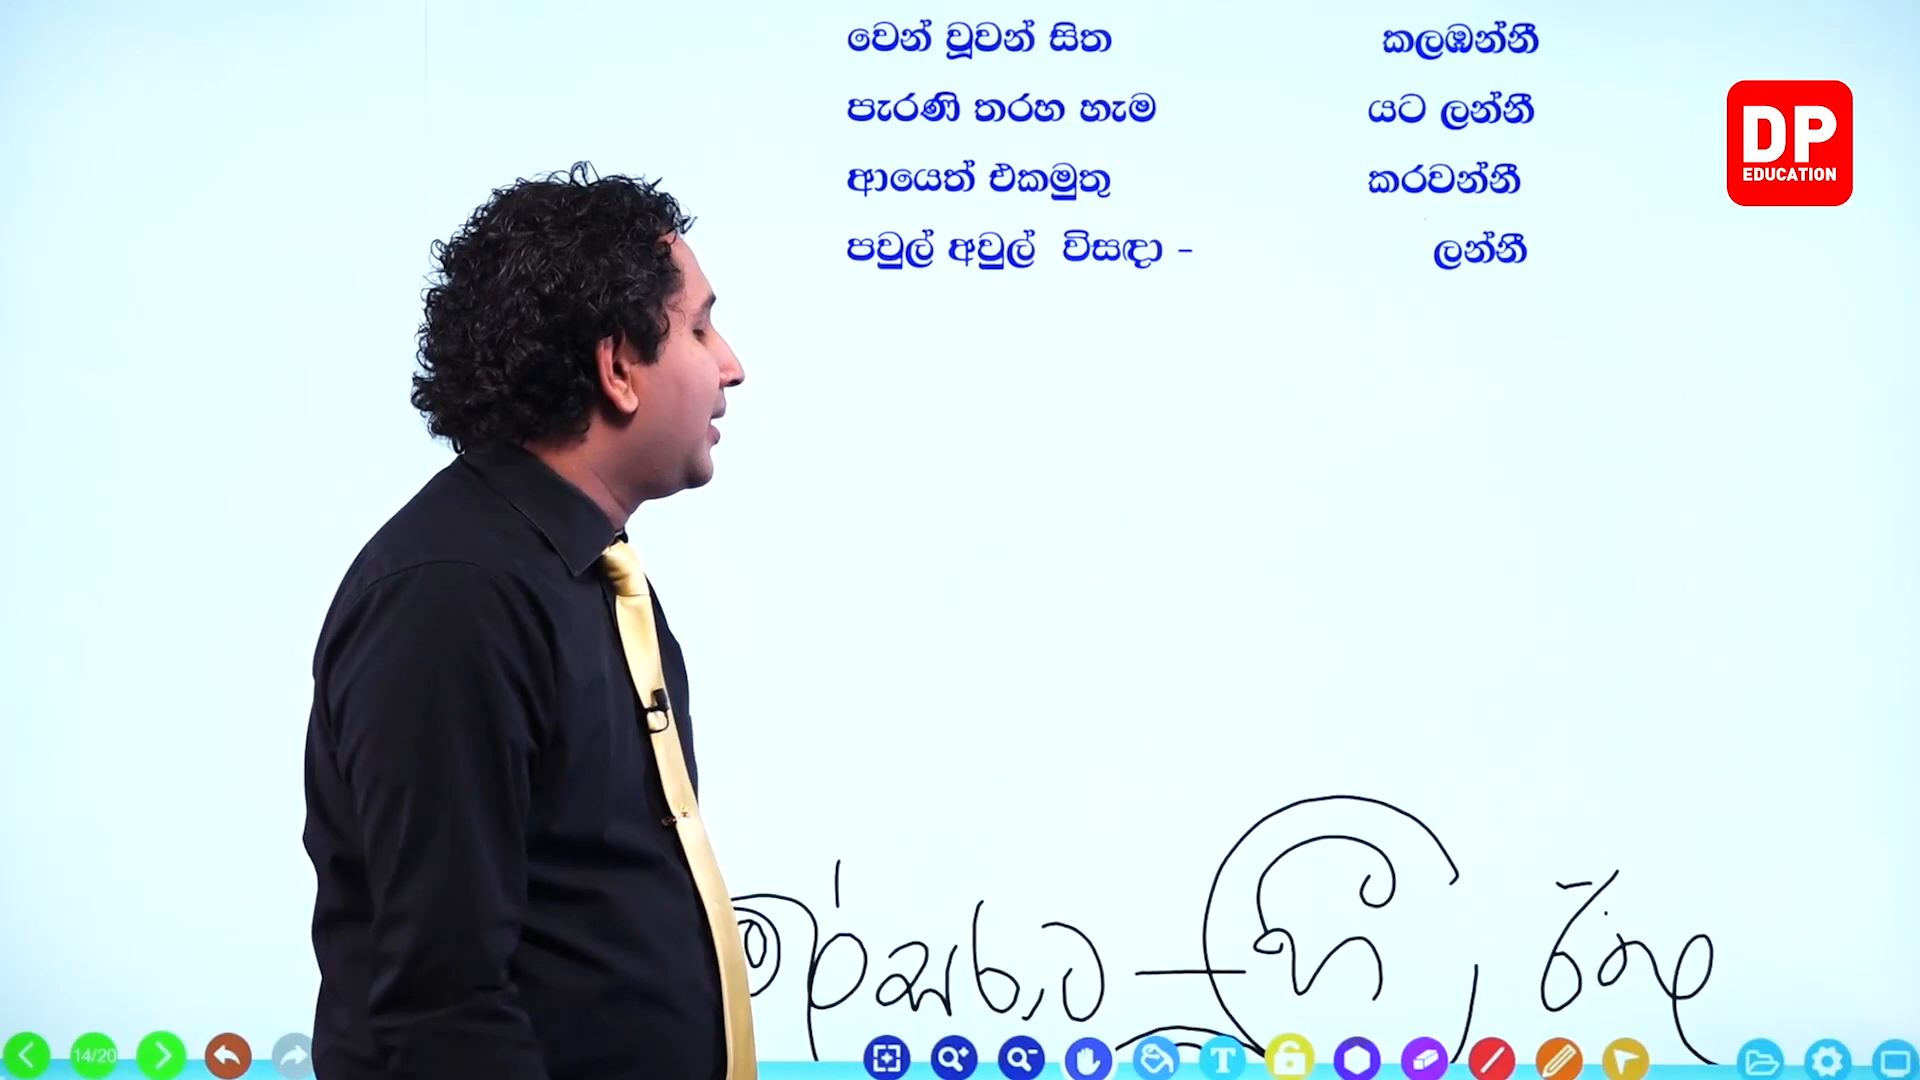 වෙන් වූවන් සිත කලඹන්නී
පැරණි තරහ හැම යට ලන්නී
ආයෙත් එකමුතු කරවන්නී
පවුල් අවුල් විසඳා - ලන්නී
DP
EDUCATION
14/20
T